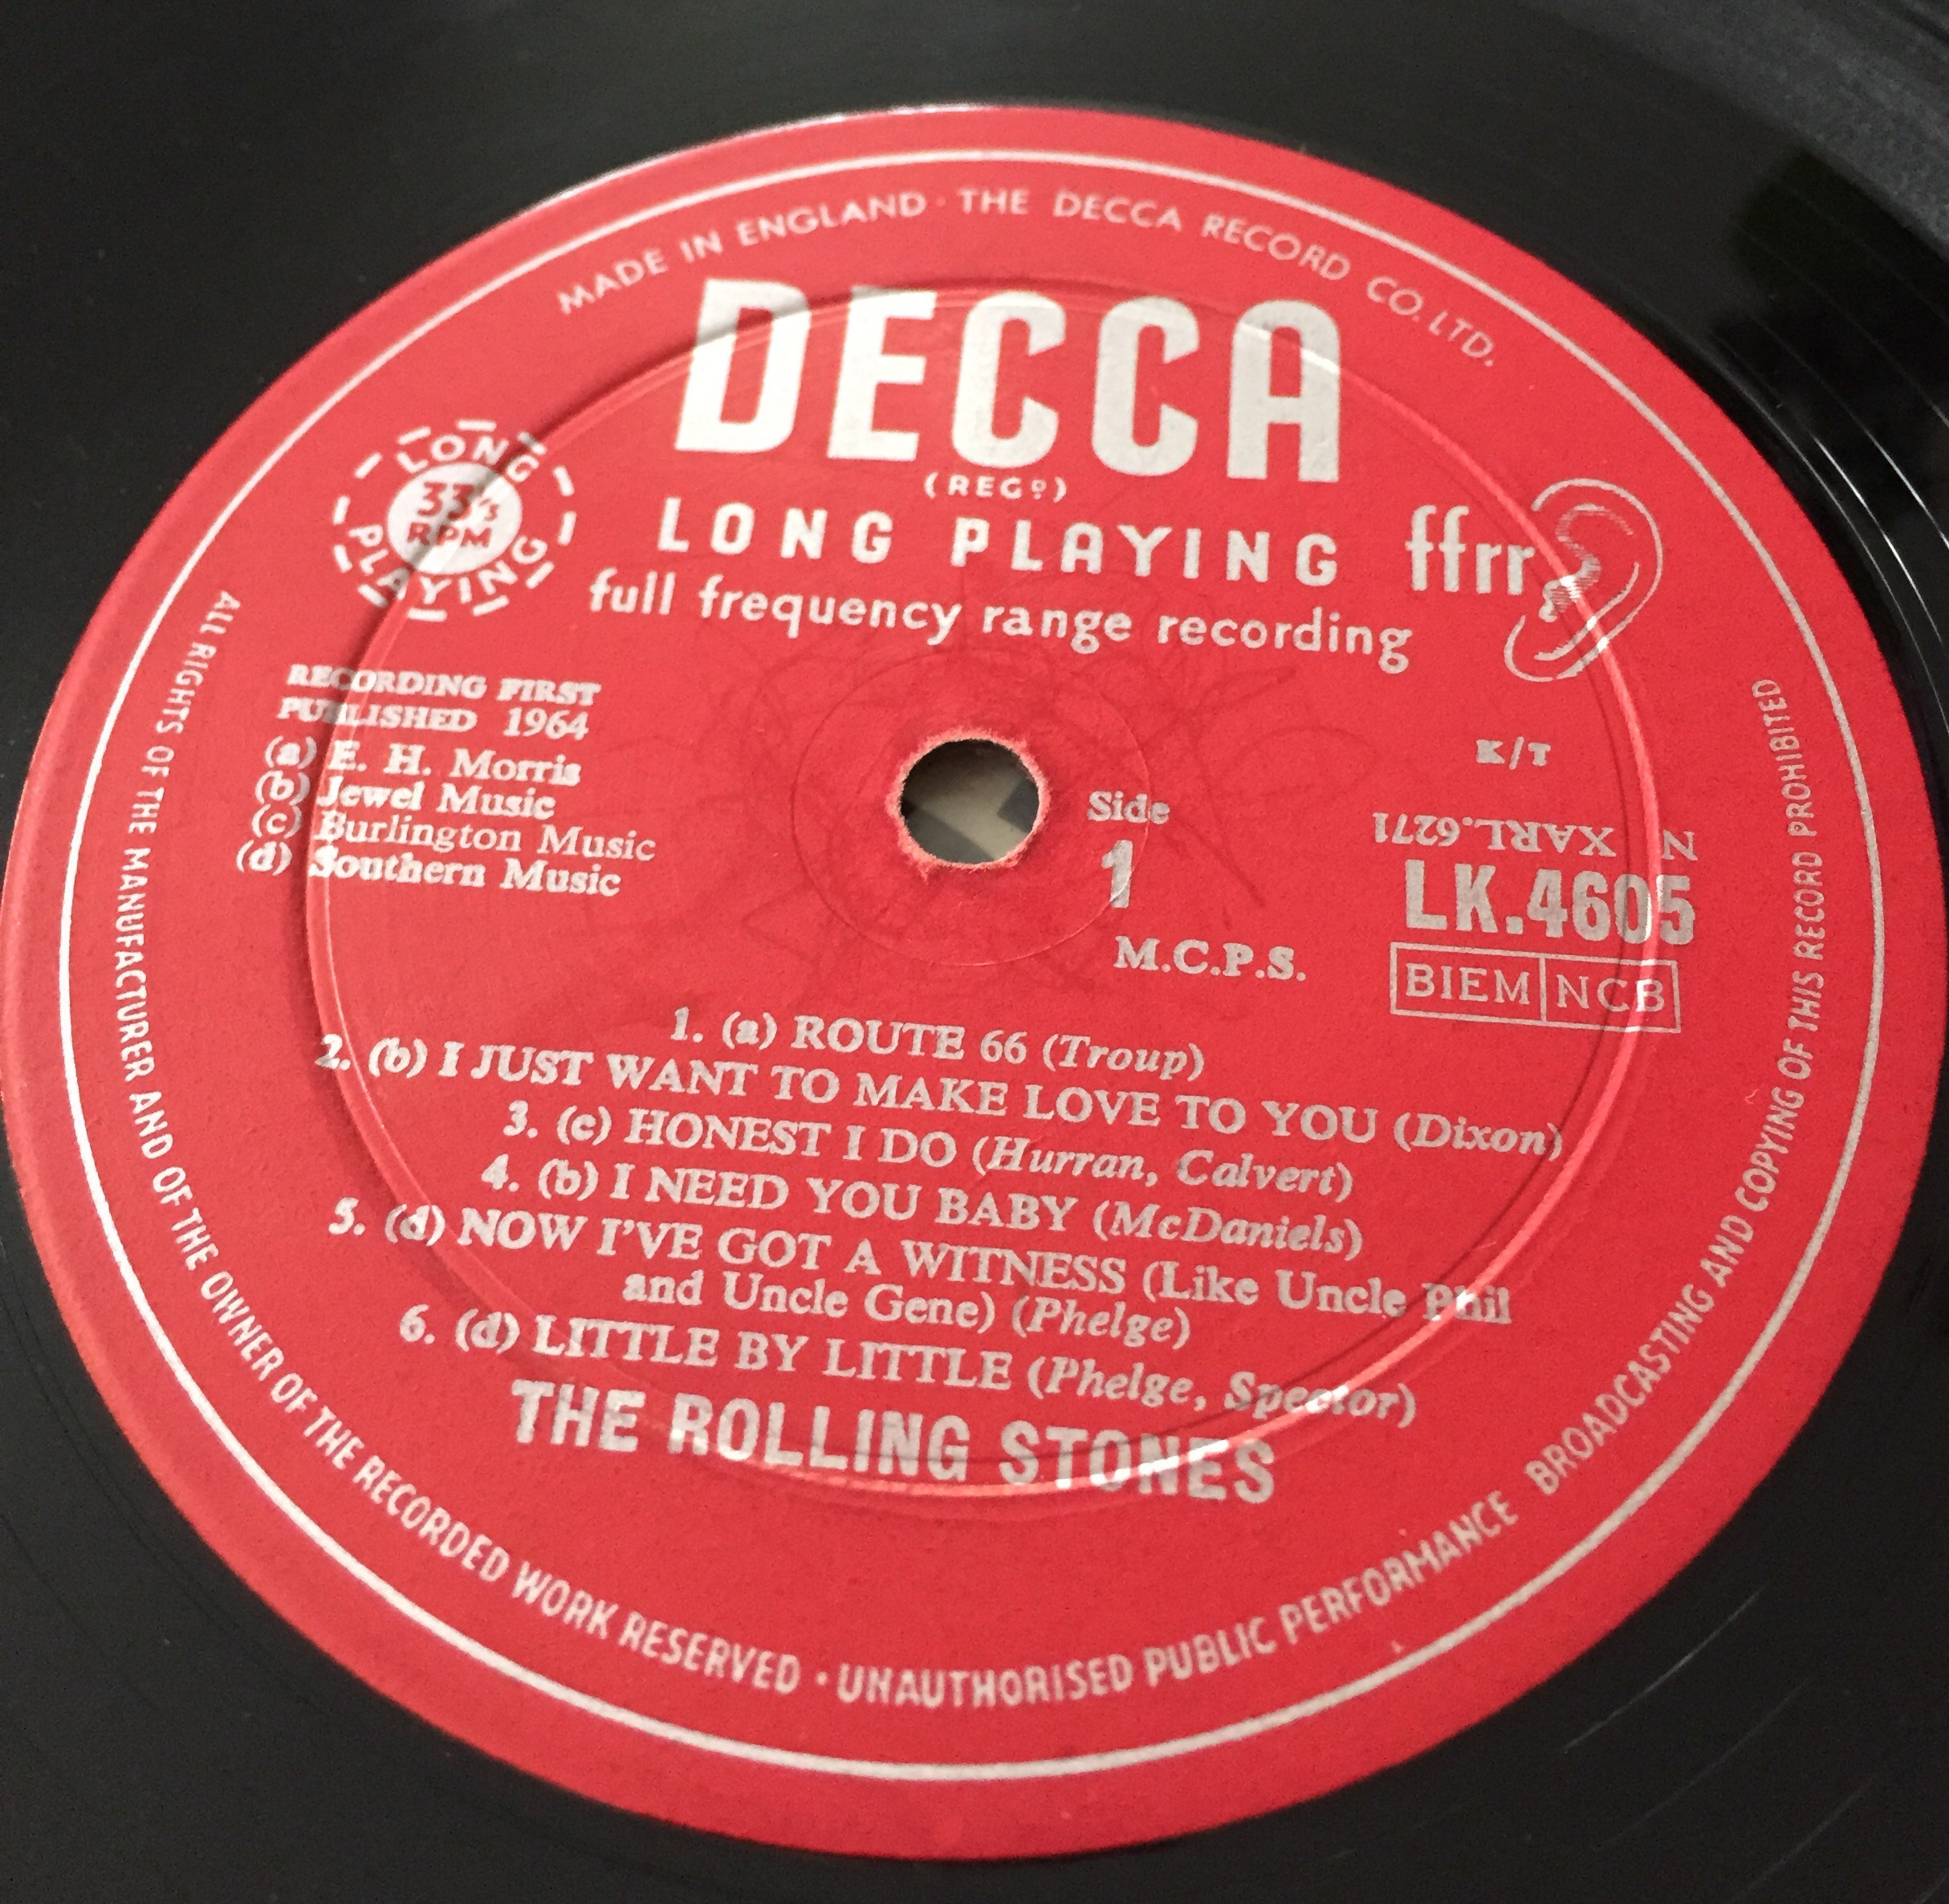 MADE IN ENGLAND · THE DECCA RECORD CO. LTD.
DECCA
(REGD)
LONG PLAYING
33⅓
RPM
LONG PLAYING
ffrr
full frequency range recording
RECORDING FIRST
PUBLISHED 1964
(a) E. H. Morris
(b) Jewel Music
(c) Burlington Music
(d) Southern Music
Side
1
M.C.P.S.
K/T
N XARL.6271
LK.4605
BIEM NCB
1. (a) ROUTE 66 (Troup)
2. (b) I JUST WANT TO MAKE LOVE TO YOU (Dixon)
3. (c) HONEST I DO (Hurran, Calvert)
4. (b) I NEED YOU BABY (McDaniels)
5. (d) NOW I'VE GOT A WITNESS (Like Uncle Phil
and Uncle Gene) (Phelge)
6. (d) LITTLE BY LITTLE (Phelge, Spector)
THE ROLLING STONES
ALL RIGHTS OF THE MANUFACTURER AND OF THE OWNER OF THE RECORDED WORK RESERVED · UNAUTHORISED PUBLIC PERFORMANCE BROADCASTING AND COPYING OF THIS RECORD PROHIBITED